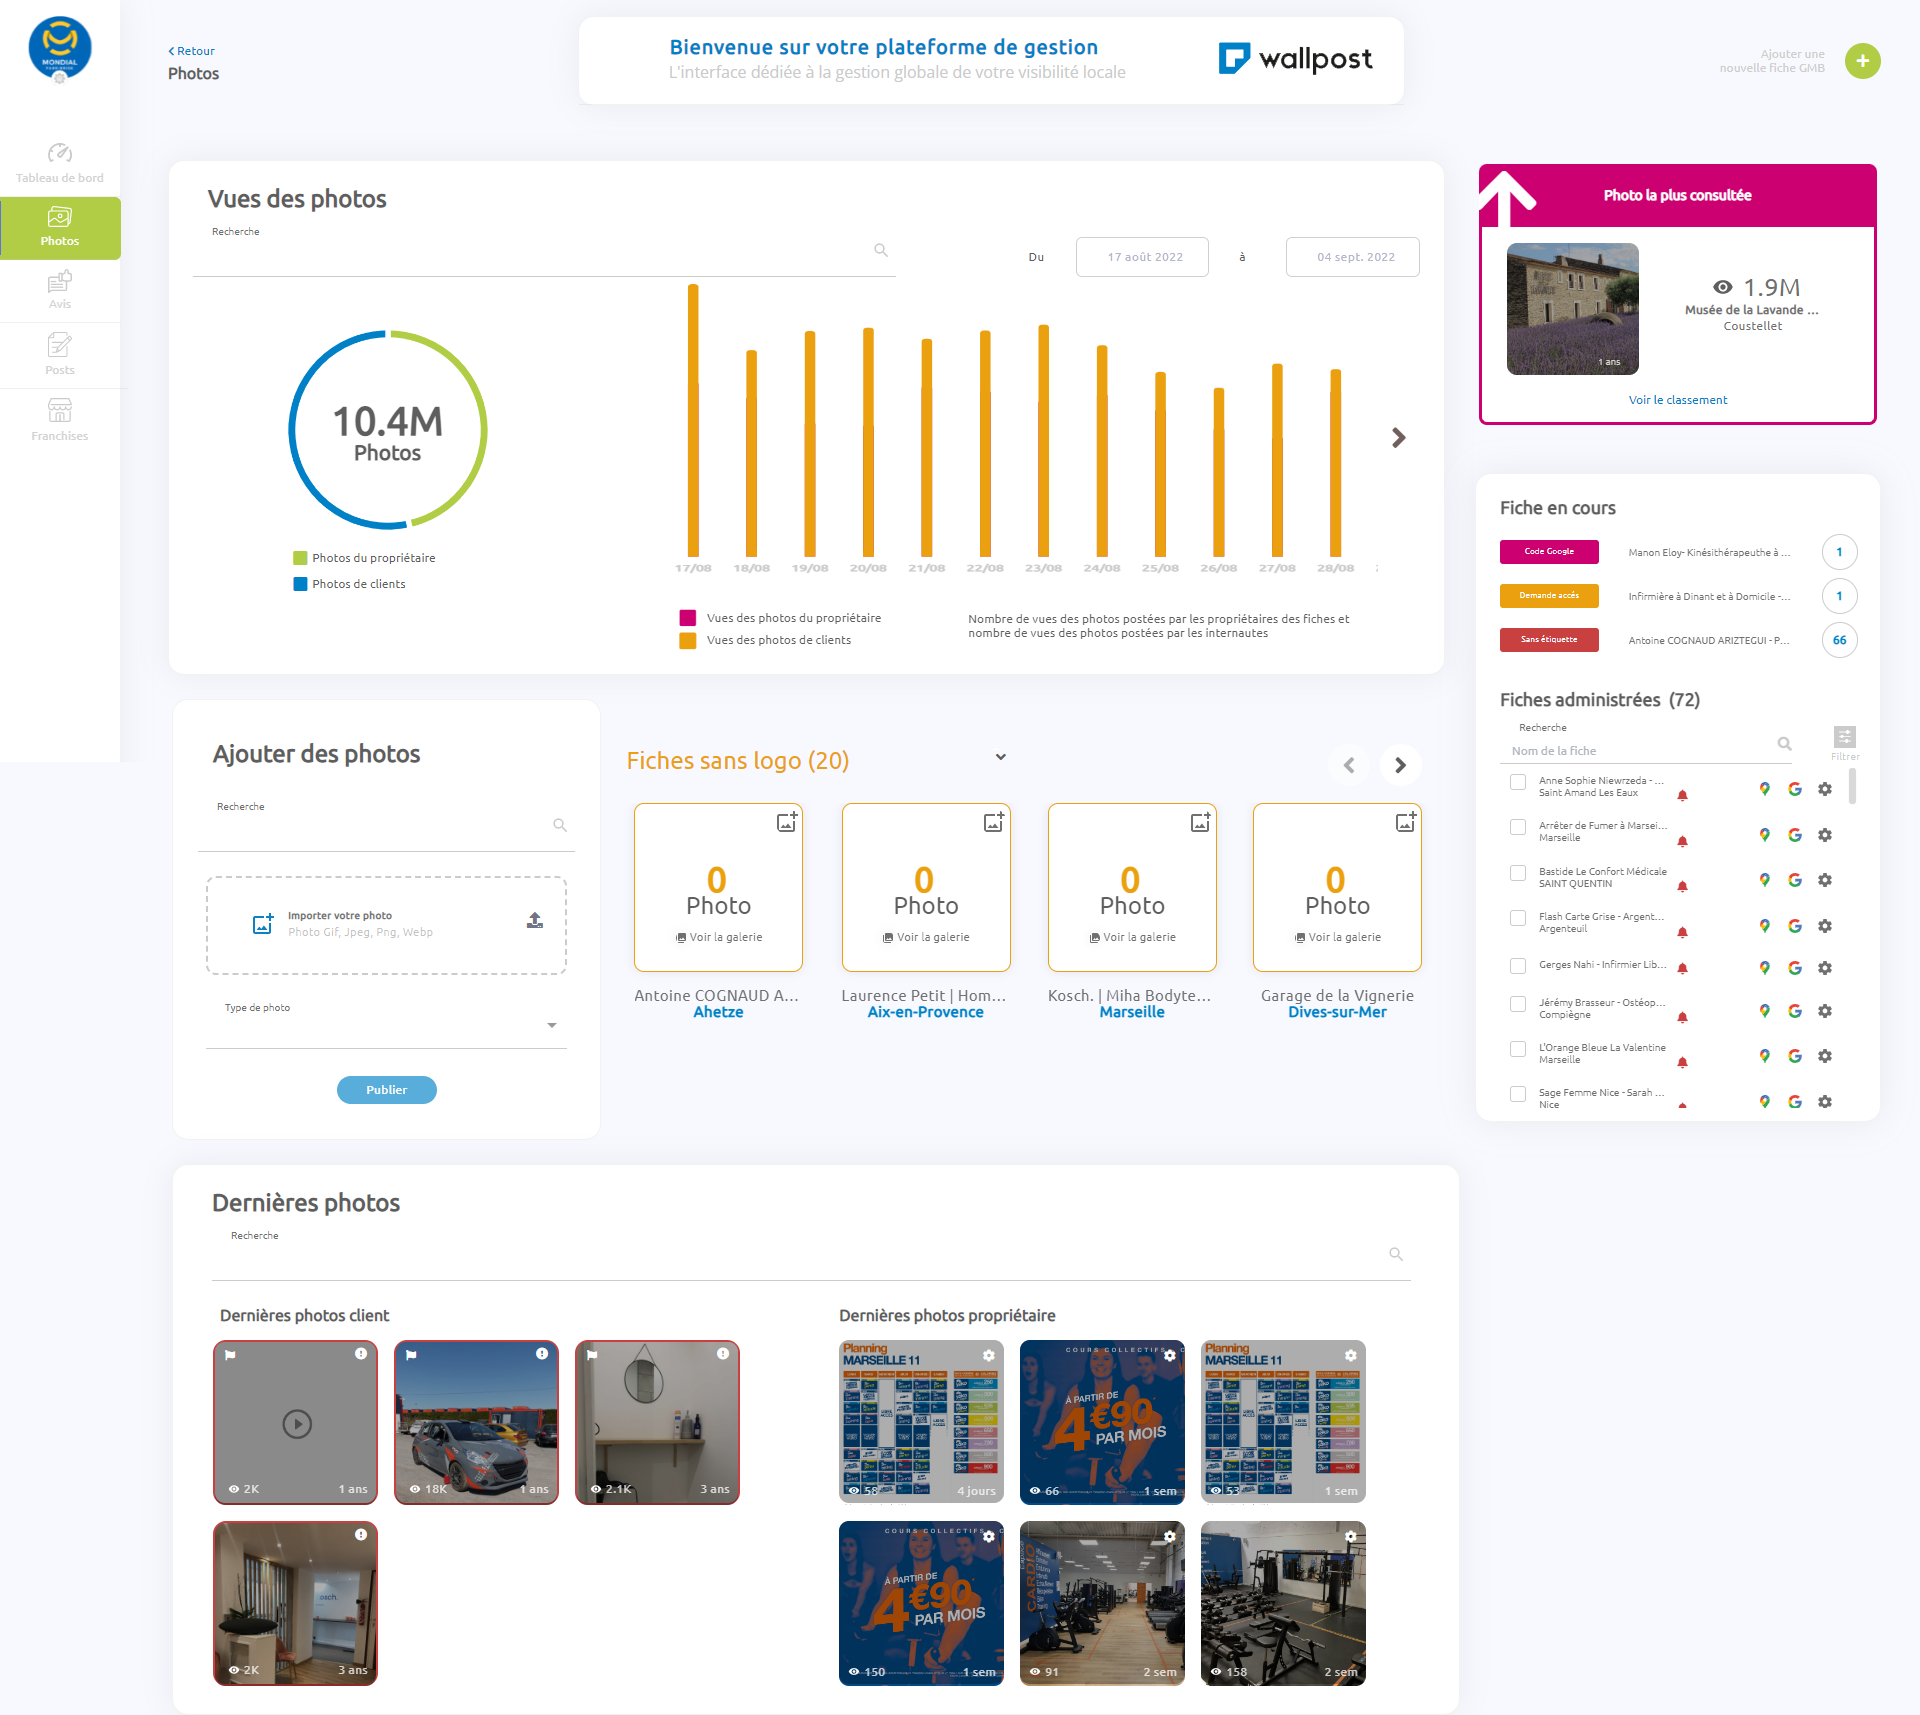 MONDIAL
Retour
Photos
Bienvenue sur votre plateforme de gestion
L'interface dédiée à la gestion globale de votre visibilité locale
wallpost
Ajouter une
nouvelle fiche GMB
Tableau de bord
Photos
Avis
Posts
Franchises
Vues des photos
Recherche
Du
17 août 2022
à
04 sept. 2022
10.4M
Photos
Photos du propriétaire
Photos de clients
17/08 18/08 19/08 20/08 21/08 22/08 23/08 24/08 25/08 26/08 27/08 28/08
Vues des photos du propriétaire
Vues des photos de clients
Nombre de vues des photos postées par les propriétaires des fiches et
nombre de vues des photos postées par les internautes
Photo la plus consultée
1 ans
1.9M
Musée de la Lavande ...
Coustellet
Voir le classement
Fiche en cours
Code Google
Manon Eloy- Kinésithérapeuthe à ...
1
Demande accés
Infirmière à Dinant et à Domicile -...
1
Sans étiquette
Antoine COGNAUD ARIZTEGUI - P...
66
Fiches administrées (72)
Recherche
Nom de la fiche
Filtrer
Anne Sophie Niewrzeda - ...
Saint Amand Les Eaux
Arrêter de Fumer à Marsei...
Marseille
Bastide Le Confort Médicale
SAINT QUENTIN
Flash Carte Grise - Argent...
Argenteuil
Gerges Nahi - Infirmier Lib...
Jérémy Brasseur - Ostéop...
Compiègne
L'Orange Bleue La Valentine
Marseille
Sage Femme Nice - Sarah ...
Nice
Ajouter des photos
Recherche
Importer votre photo
Photo Gif, Jpeg, Png, Webp
Type de photo
Publier
Fiches sans logo (20)
0
Photo
Voir la galerie
Antoine COGNAUD A...
Ahetze
0
Photo
Voir la galerie
Laurence Petit | Hom...
Aix-en-Provence
0
Photo
Voir la galerie
Kosch. | Miha Bodyte...
Marseille
0
Photo
Voir la galerie
Garage de la Vignerie
Dives-sur-Mer
Dernières photos
Recherche
Dernières photos client
2K
1 ans
18K
1 ans
2.1K
3 ans
osch.
2K
3 ans
Dernières photos propriétaire
Planning
MARSEILLE 11
58
4 jours
COURS COLLECTIFS
À PARTIR DE
4€90
PAR MOIS
66
1 sem
Planning
MARSEILLE 11
53
1 sem
COURS COLLECTIFS
À PARTIR DE
4€90
PAR MOIS
150
1 sem
CARDIO
91
2 sem
158
2 sem